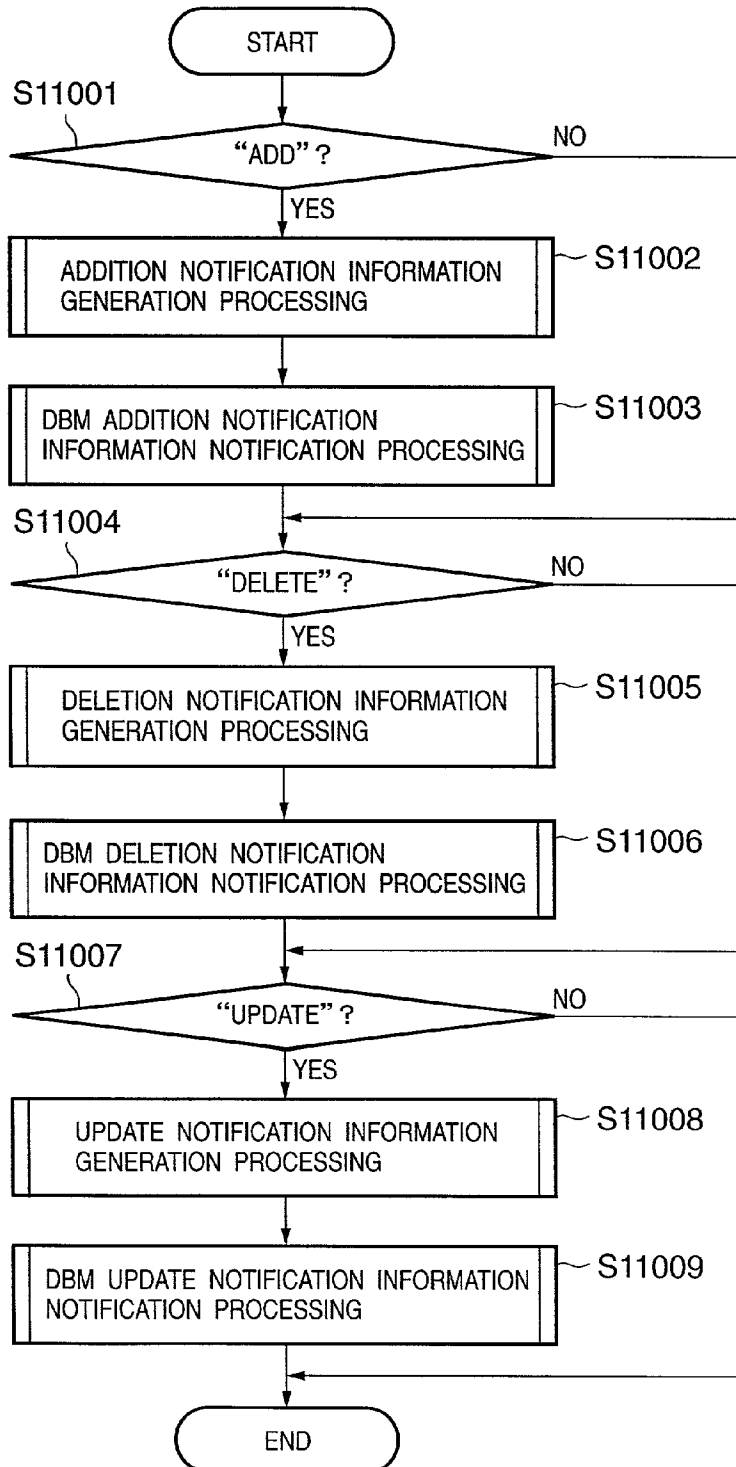 START
S11001
“ADD”?
NO
YES
ADDITION NOTIFICATION INFORMATION
GENERATION PROCESSING
S11002
DBM ADDITION NOTIFICATION
INFORMATION NOTIFICATION PROCESSING
S11003
S11004
“DELETE”?
NO
YES
DELETION NOTIFICATION INFORMATION
GENERATION PROCESSING
S11005
DBM DELETION NOTIFICATION
INFORMATION NOTIFICATION PROCESSING
S11006
S11007
“UPDATE”?
NO
YES
UPDATE NOTIFICATION INFORMATION
GENERATION PROCESSING
S11008
DBM UPDATE NOTIFICATION INFORMATION
NOTIFICATION PROCESSING
S11009
END